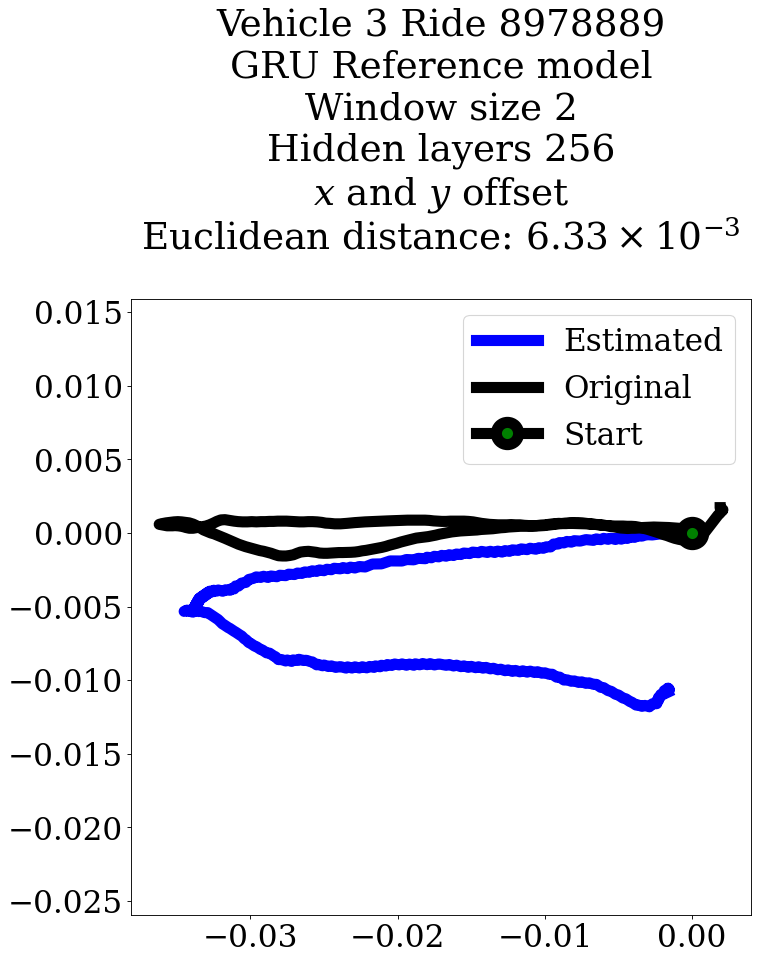 Vehicle 3 Ride 8978889
GRU Reference model
Window size 2
Hidden layers 256
x and y offset
Euclidean distance: 6.33 × 10⁻³
Estimated
Original
Start
0.015
0.010
0.005
0.000
−0.005
−0.010
−0.015
−0.020
−0.025
−0.03 −0.02 −0.01 0.00